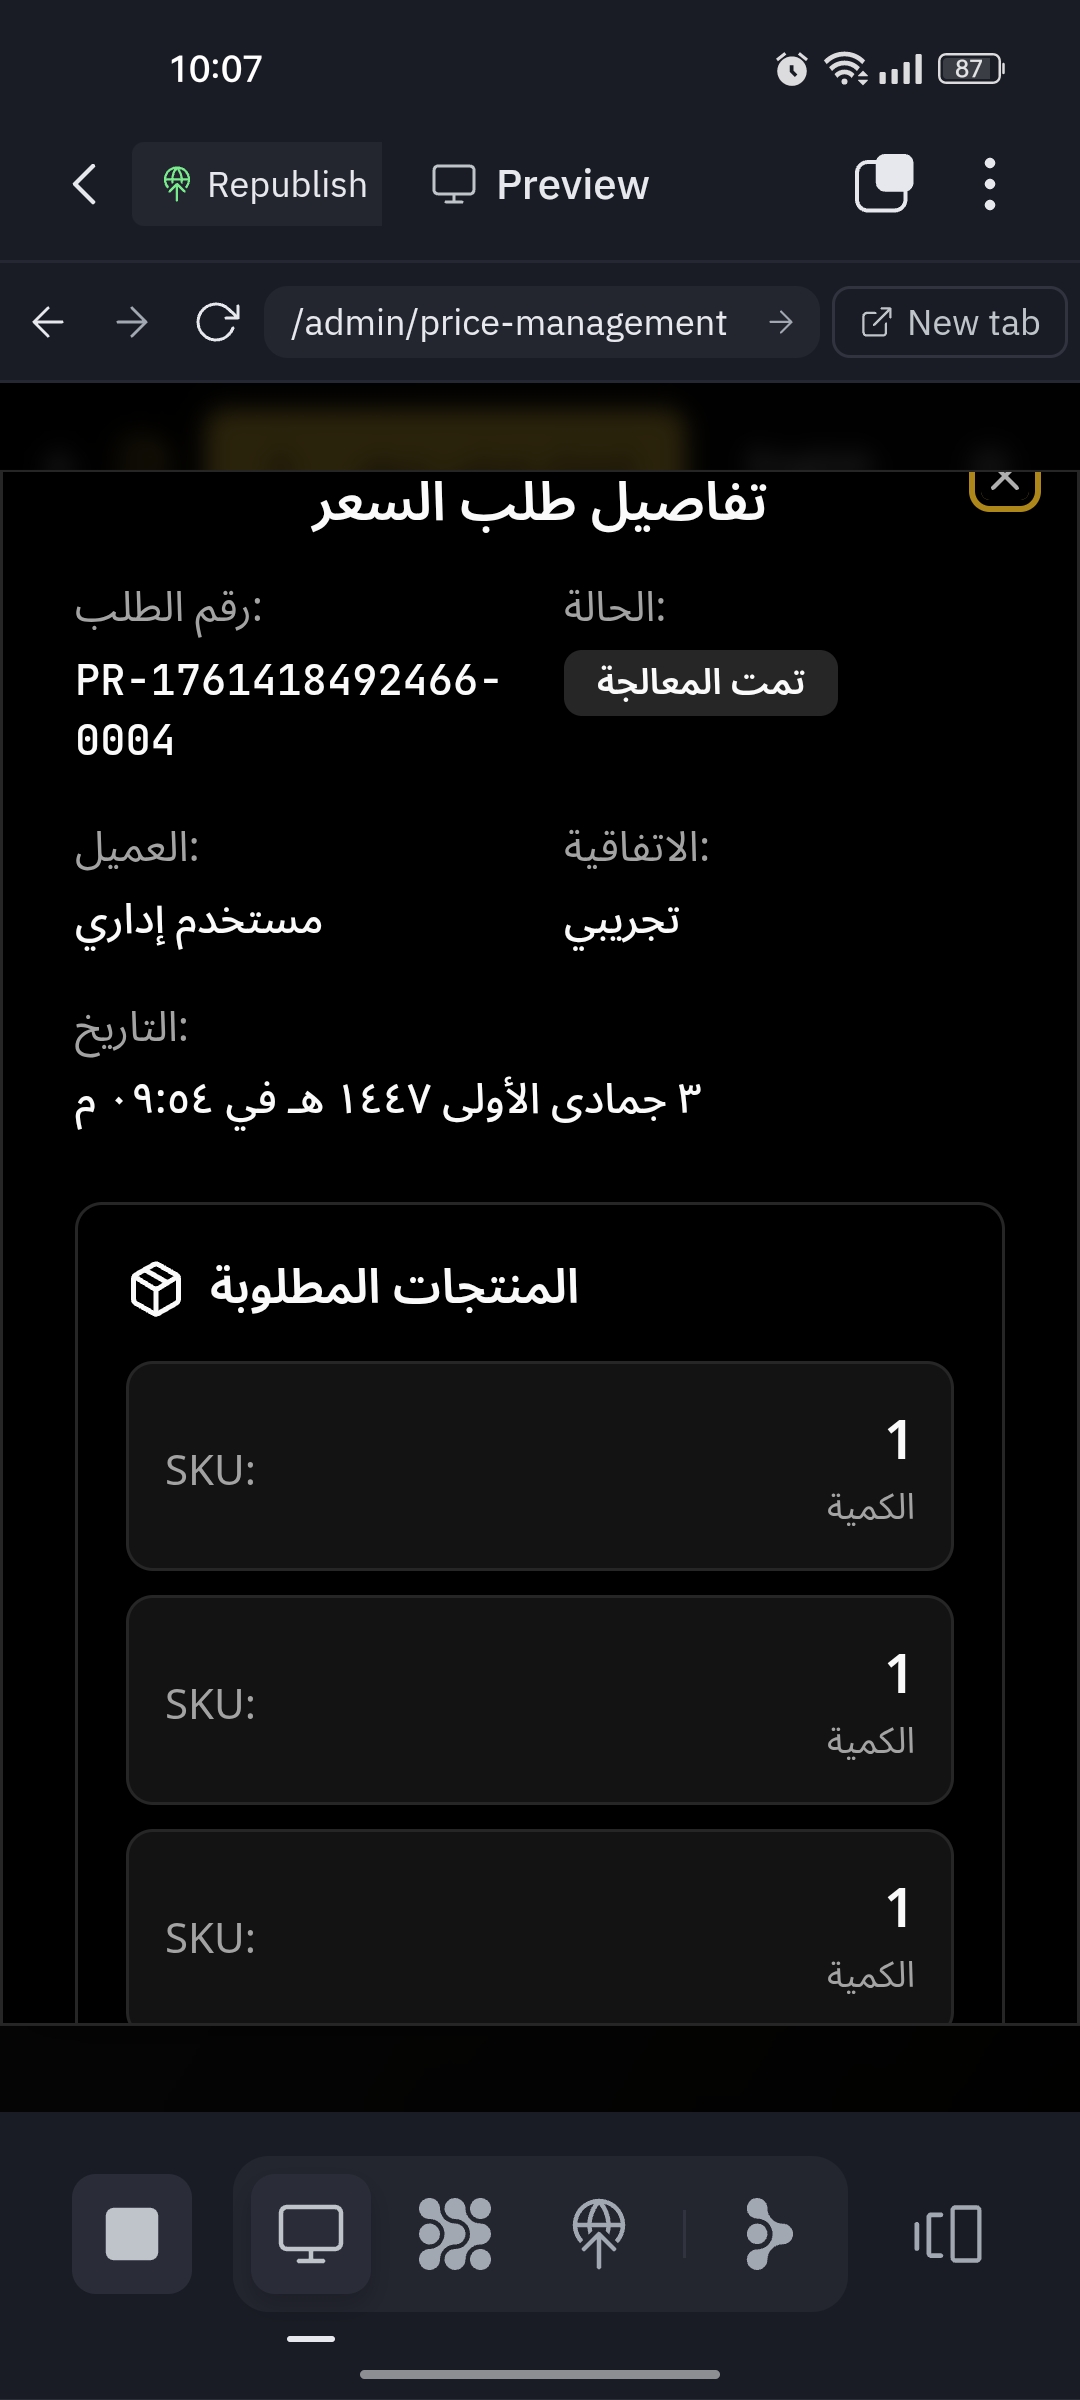 10:07
87
Republish
Preview
/admin/price-management
New tab
تفاصيل طلب السعر
رقم الطلب:
الحالة:
PR-1761418492466-
0004
تمت المعالجة
العميل:
الاتفاقية:
مستخدم إداري
تجريبي
التاريخ:
٣ جمادى الأولى ١٤٤٧ هـ في ٠٩:٥٤ م
المنتجات المطلوبة
SKU:
1
الكمية
SKU:
1
الكمية
SKU:
1
الكمية